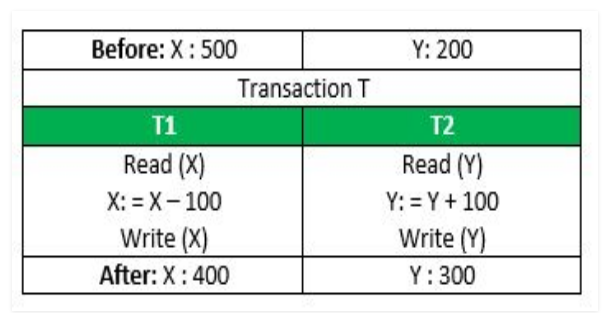 Before: X : 500 Y: 200
Transaction T
T1 T2
Read (X) Read (Y)
X: = X – 100 Y: = Y + 100
Write (X) Write (Y)
After: X : 400 Y : 300